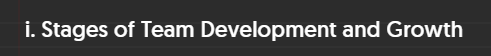 i. Stages of Team Development and Growth